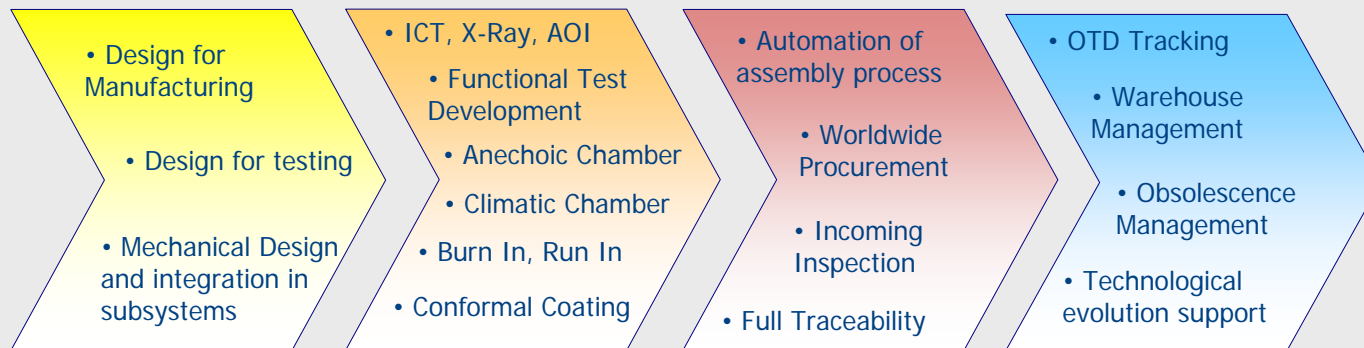 • Design for
Manufacturing
• Design for testing
• Mechanical Design
and integration in
subsystems
• ICT, X-Ray, AOI
• Functional Test
Development
• Anechoic Chamber
• Climatic Chamber
• Burn In, Run In
• Conformal Coating
• Automation of
assembly process
• Worldwide
Procurement
• Incoming
Inspection
• Full Traceability
• OTD Tracking
• Warehouse
Management
• Obsolescence
Management
• Technological
evolution support